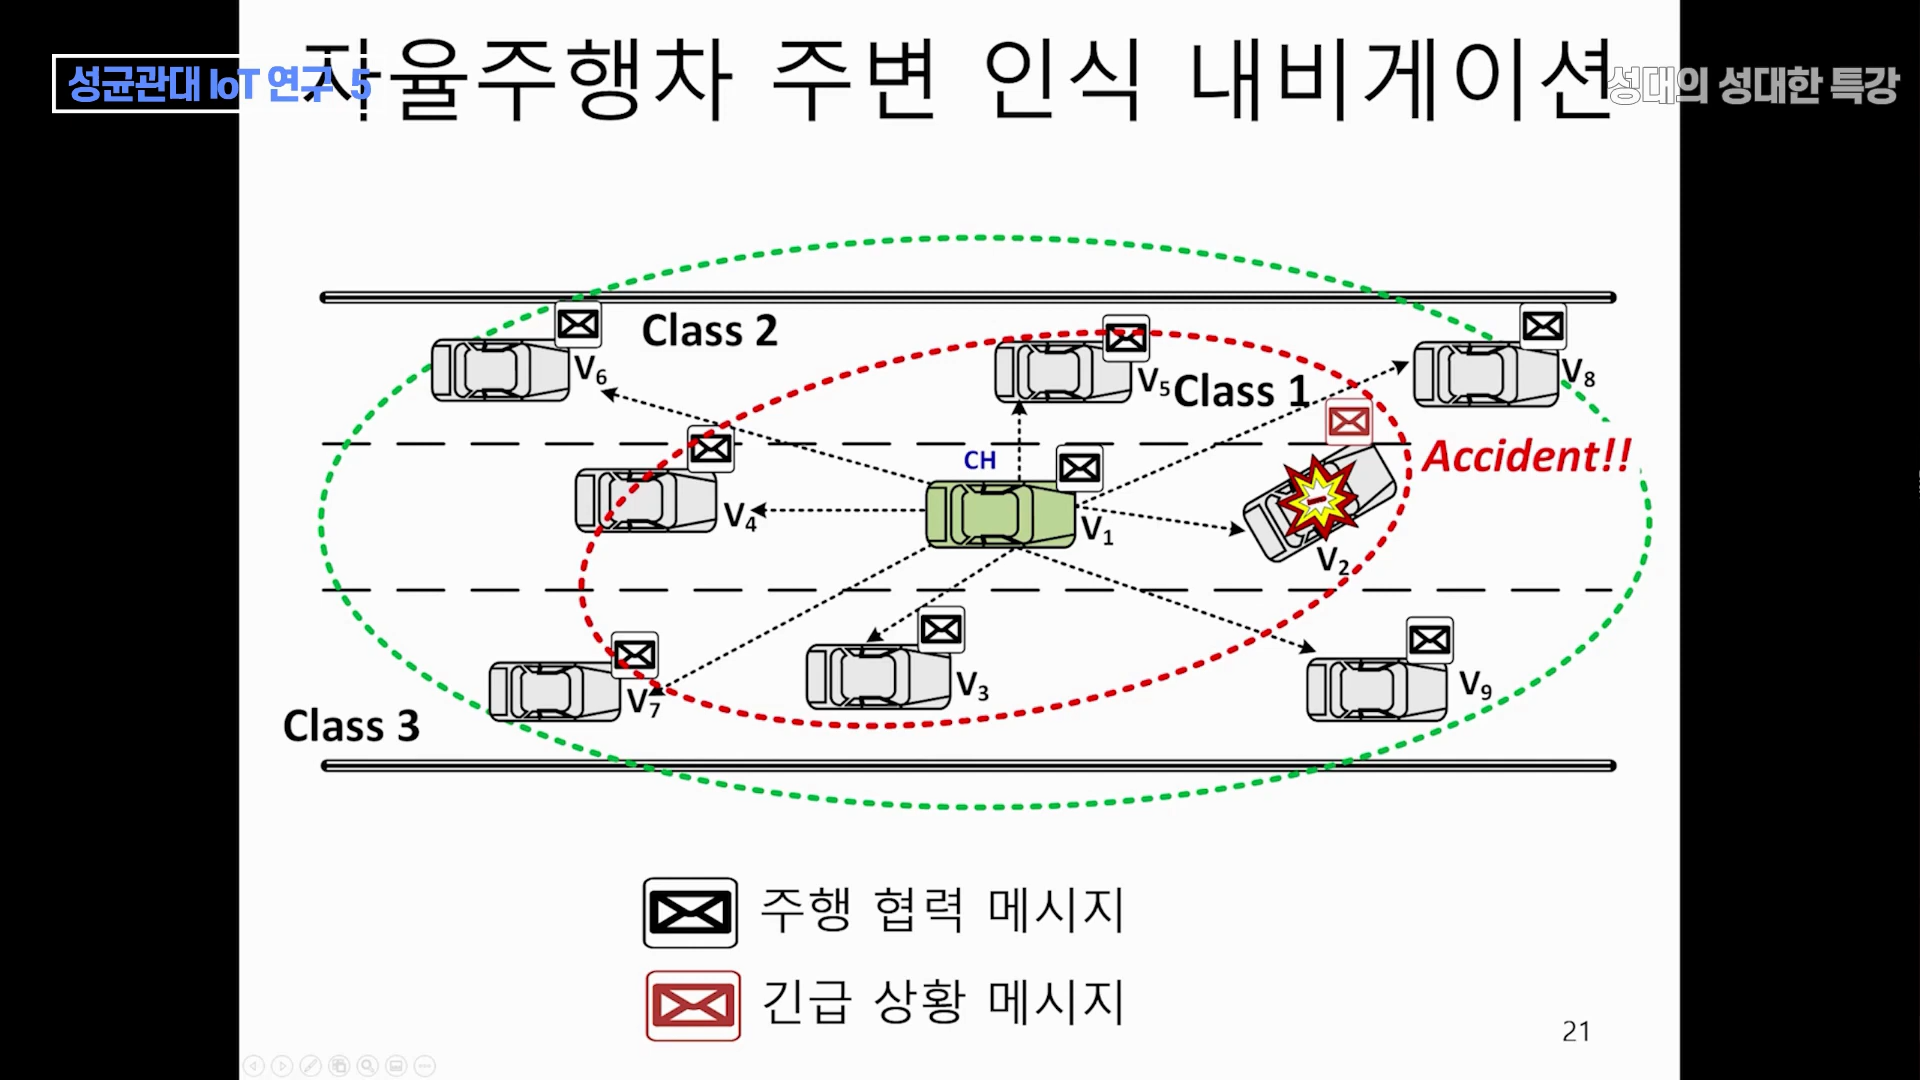 성균관대 IoT 연구 5
자율주행차 주변 인식 내비게이션
성대의 성대한 특강
Class 2
V6
V5
Class 1
V8
Accident!!
CH
V4
V1
V2
V3
V7
V9
Class 3
주행 협력 메시지
긴급 상황 메시지
21